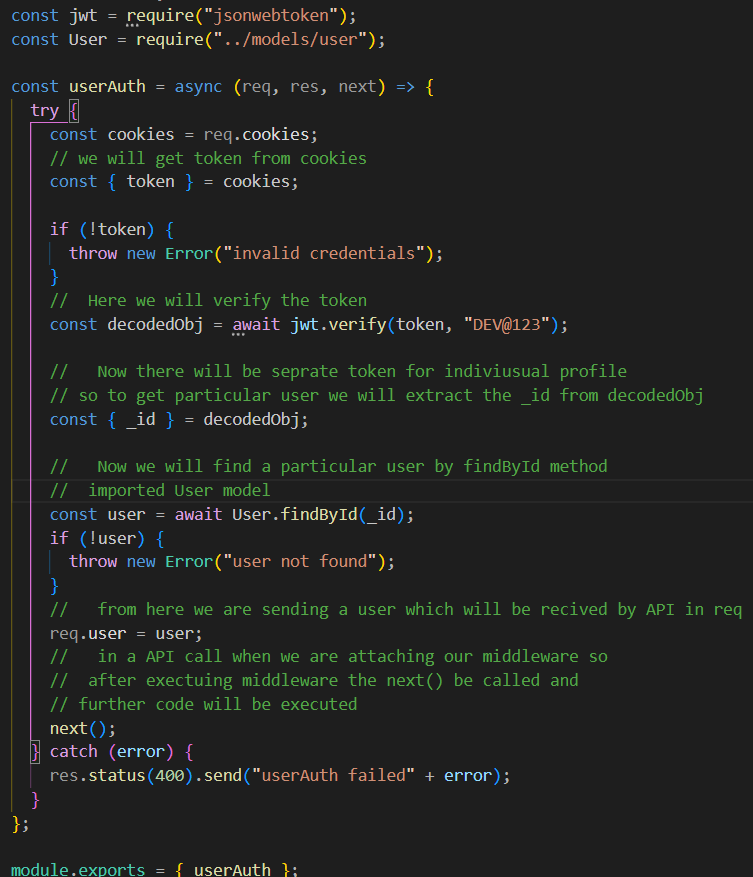 const jwt = require("jsonwebtoken");
const User = require("../models/user");

const userAuth = async (req, res, next) => {
  try {
    const cookies = req.cookies;
    // we will get token from cookies
    const { token } = cookies;

    if (!token) {
      throw new Error("invalid credentials");
    }
    //  Here we will verify the token
    const decodedObj = await jwt.verify(token, "DEV@123");

    //   Now there will be seprate token for indiviusual profile
    // so to get particular user we will extract the _id from decodedObj
    const { _id } = decodedObj;

    //   Now we will find a particular user by findById method
    //  imported User model
    const user = await User.findById(_id);
    if (!user) {
      throw new Error("user not found");
    }
    //   from here we are sending a user which will be recived by API in req
    req.user = user;
    //   in a API call when we are attaching our middleware so
    //  after exectuing middleware the next() be called and
    // further code will be executed
    next();
  } catch (error) {
    res.status(400).send("userAuth failed" + error);
  }
};

module.exports = { userAuth };